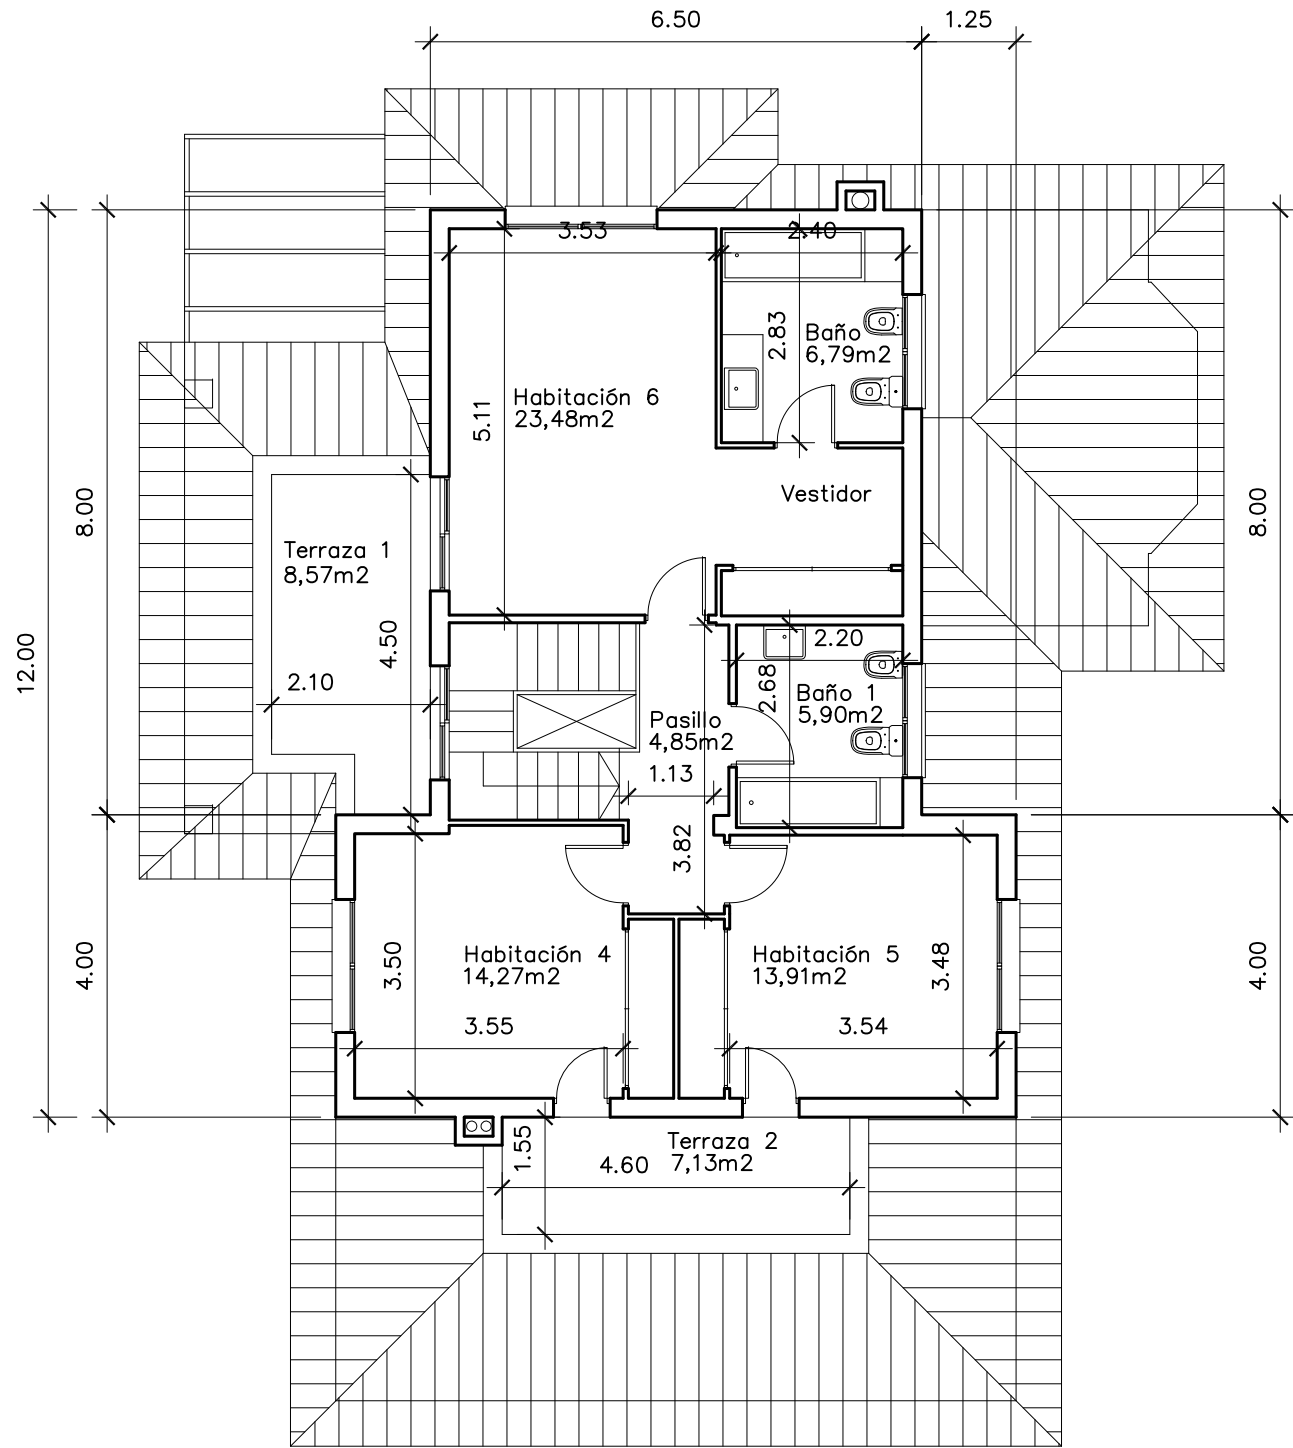 6.50
1.25
3.53
2.40
2.83
Baño
6,79m2
Habitación 6
23,48m2
5.11
Vestidor
8.00
8.00
Terraza 1
8,57m2
12.00
4.50
2.20
2.10
2.68
Baño 1
5,90m2
Pasillo
4,85m2
1.13
3.82
Habitación 4
14,27m2
Habitación 5
13,91m2
4.00
3.50
3.48
4.00
3.55
3.54
1.55
Terraza 2
7,13m2
4.60